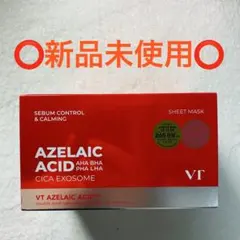 ⭕新品未使用⭕
SEBUM CONTROL
& CALMING
SHEET MASK
AZELAIC
ACID AHA BHA
PHA LHA
CICA EXOSOME
VT
VT AZELAIC ACID